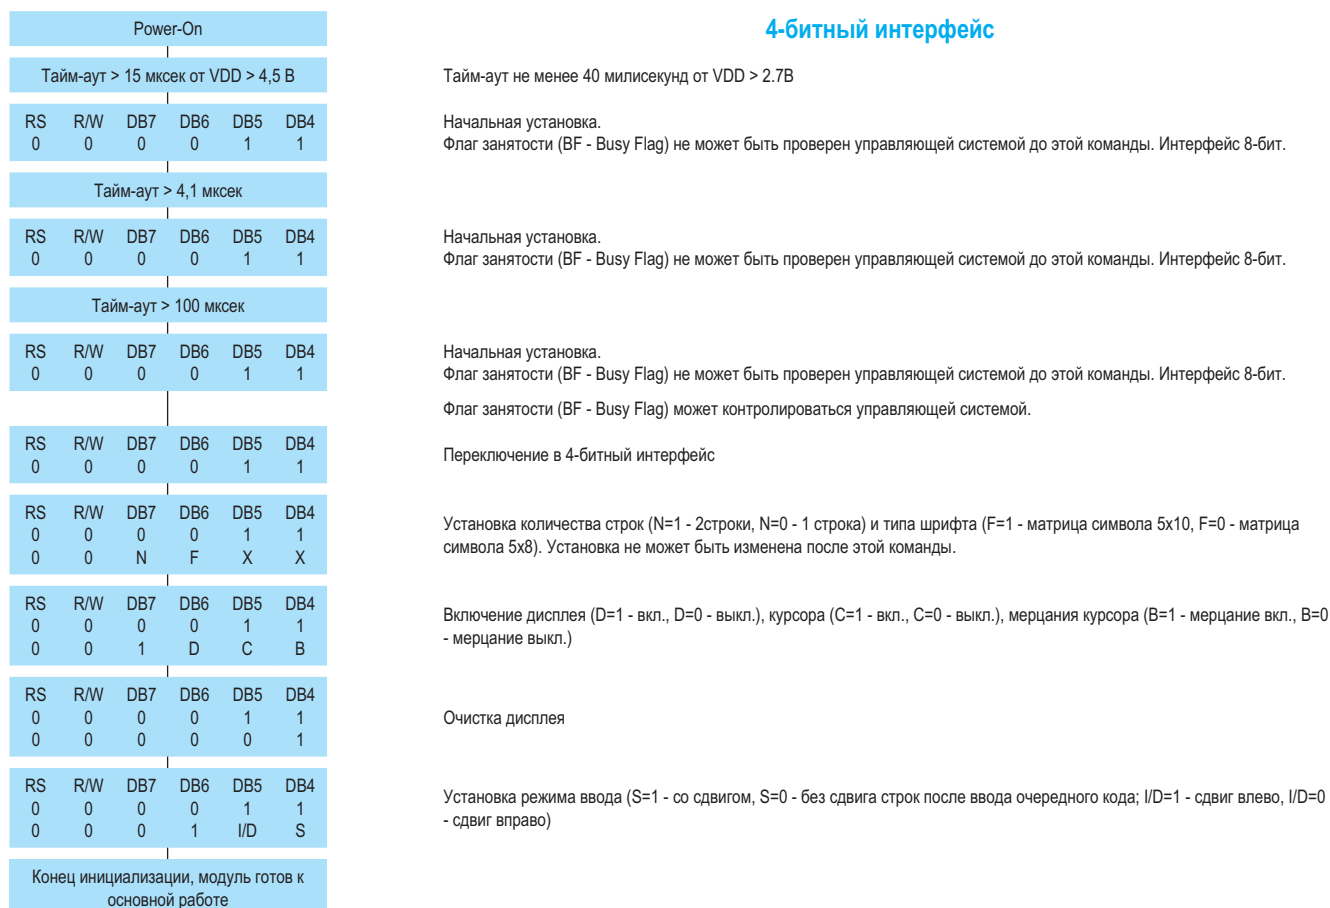 Power-On
4-битный интерфейс
Тайм-аут > 15 мксек от VDD > 4,5 В
Тайм-аут не менее 40 милисекунд от VDD > 2.7В
RS R/W DB7 DB6 DB5 DB4
0 0 0 0 1 1
Начальная установка.
Флаг занятости (BF - Busy Flag) не может быть проверен управляющей системой до этой команды. Интерфейс 8-бит.
Тайм-аут > 4,1 мксек
RS R/W DB7 DB6 DB5 DB4
0 0 0 0 1 1
Начальная установка.
Флаг занятости (BF - Busy Flag) не может быть проверен управляющей системой до этой команды. Интерфейс 8-бит.
Тайм-аут > 100 мксек
RS R/W DB7 DB6 DB5 DB4
0 0 0 0 1 1
Начальная установка.
Флаг занятости (BF - Busy Flag) не может быть проверен управляющей системой до этой команды. Интерфейс 8-бит.
Флаг занятости (BF - Busy Flag) может контролироваться управляющей системой.
RS R/W DB7 DB6 DB5 DB4
0 0 0 0 1 1
Переключение в 4-битный интерфейс
RS R/W DB7 DB6 DB5 DB4
0 0 0 0 1 1
0 0 N F X X
Установка количества строк (N=1 - 2строки, N=0 - 1 строка) и типа шрифта (F=1 - матрица символа 5x10, F=0 - матрица
символа 5x8). Установка не может быть изменена после этой команды.
RS R/W DB7 DB6 DB5 DB4
0 0 0 0 1 1
0 0 1 D C B
Включение дисплея (D=1 - вкл., D=0 - выкл.), курсора (C=1 - вкл., C=0 - выкл.), мерцания курсора (B=1 - мерцание вкл., B=0
- мерцание выкл.)
RS R/W DB7 DB6 DB5 DB4
0 0 0 0 1 1
0 0 0 0 0 1
Очистка дисплея
RS R/W DB7 DB6 DB5 DB4
0 0 0 0 1 1
0 0 0 1 I/D S
Установка режима ввода (S=1 - со сдвигом, S=0 - без сдвига строк после ввода очередного кода; I/D=1 - сдвиг влево, I/D=0
- сдвиг вправо)
Конец инициализации, модуль готов к
основной работе